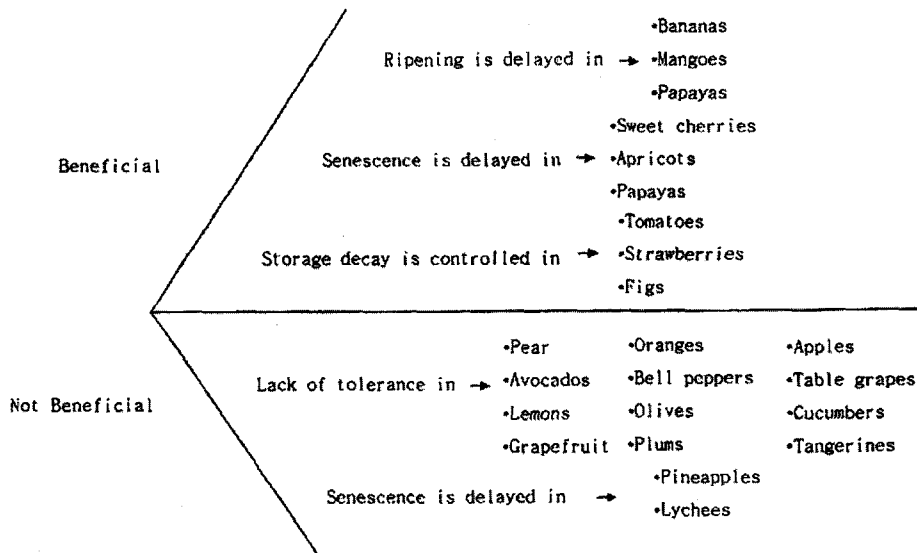 •Bananas
Ripening is delayed in → •Mangoes
•Papayas
•Sweet cherries
Beneficial
Senescence is delayed in → •Apricots
•Papayas
•Tomatoes
Storage decay is controlled in → •Strawberries
•Figs
•Pear •Oranges •Apples
Lack of tolerance in → •Avocados •Bell peppers •Table grapes
Not Beneficial
•Lemons •Olives •Cucumbers
•Grapefruit •Plums •Tangerines
•Pineapples
Senescence is delayed in → •Lychees